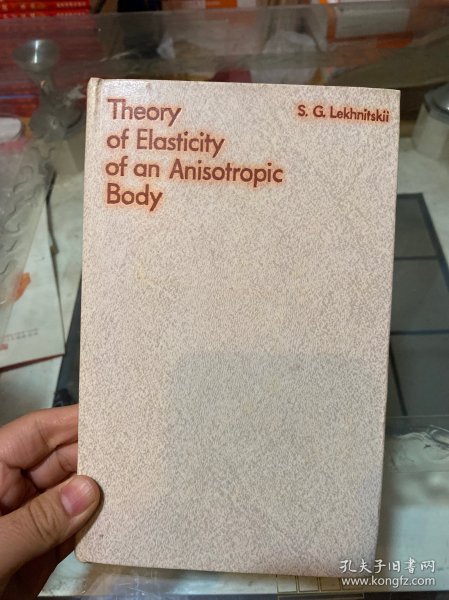 Theory
of Elasticity
of an Anisotropic
Body
S. G. Lekhnitskii
孔夫子旧书网
www.kongfz.com